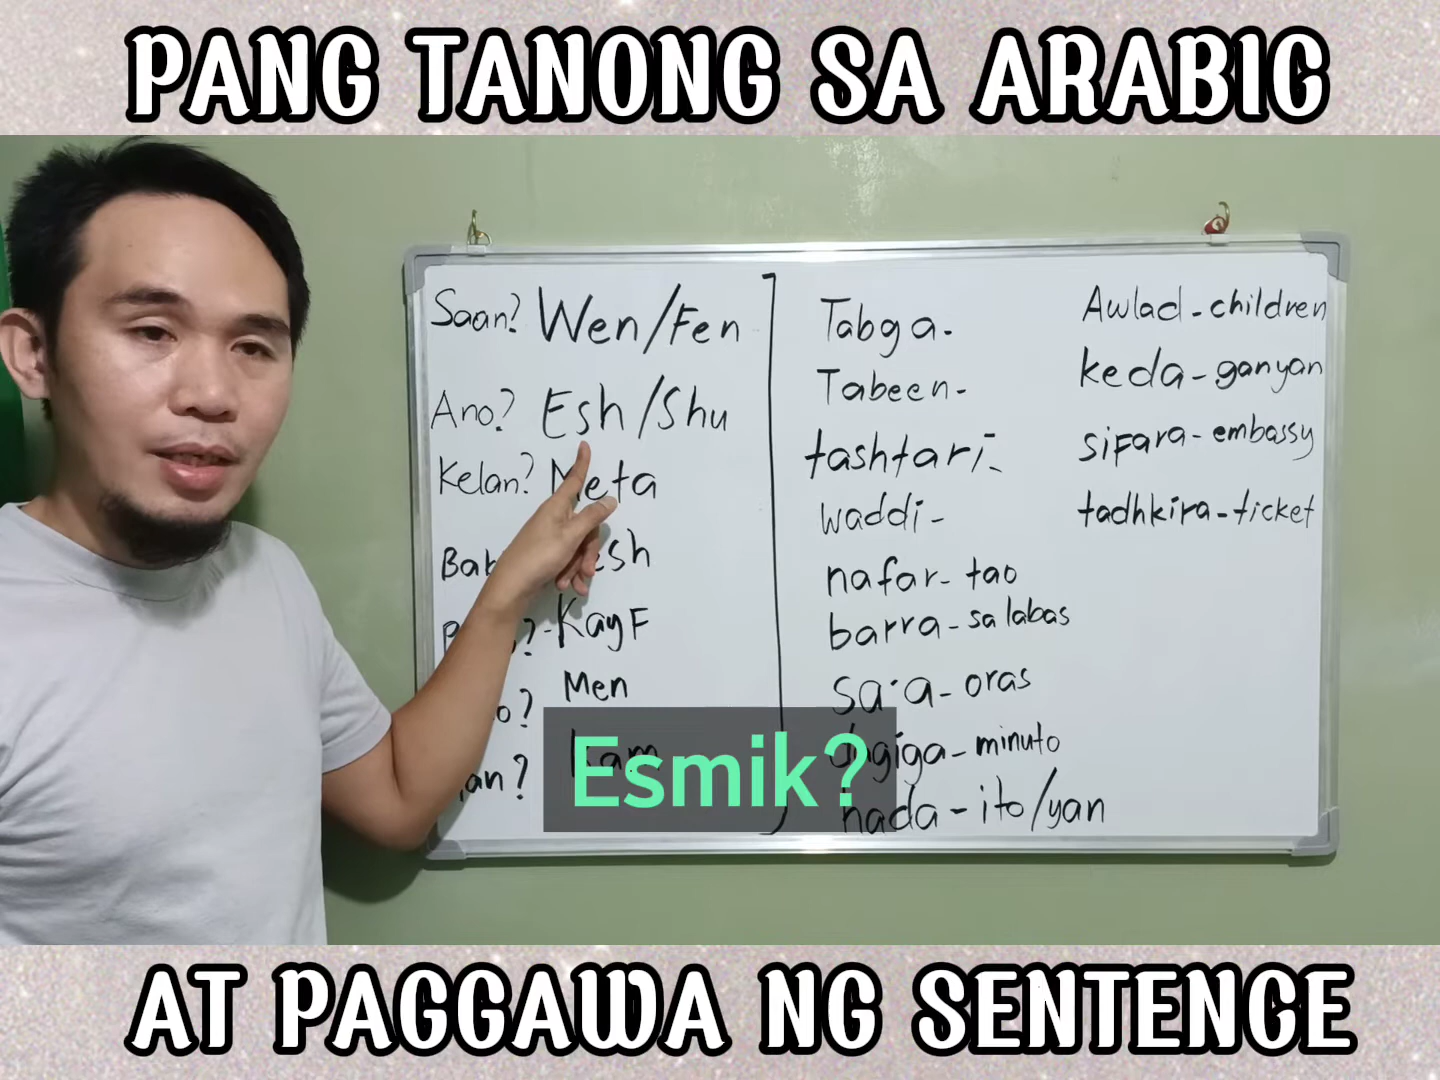 PANG TANONG SA ARABIC
Saan? Wen/Fen
Ano? Esh/Shu
Kelan? Meta
Kayf
Men
Kam
Tabga-
Tabeen-
tashtari-
waddi-
nafar-tao
barra-sa labas
sa'a-oras
dagiga-minuto
hada-ito/yan
Awlad-children
keda-ganyan
sifara-embassy
tadhkira-ticket
Esmik?
AT PAGGAWA NG SENTENCE